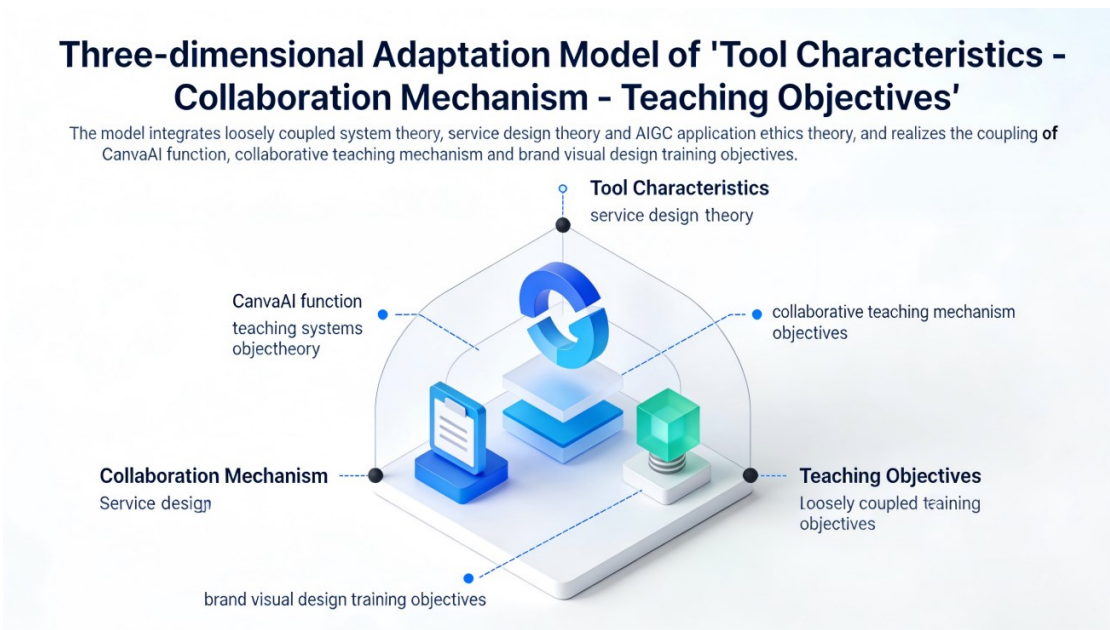 Three-dimensional Adaptation Model of 'Tool Characteristics -
Collaboration Mechanism - Teaching Objectives'
The model integrates loosely coupled system theory, service design theory and AIGC application ethics theory, and realizes the coupling of
CanvaAI function, collaborative teaching mechanism and brand visual design training objectives.
Tool Characteristics
service design theory
CanvaAI function
teaching systems
objectheory
collaborative teaching mechanism
objectives
Collaboration Mechanism
Service design
Teaching Objectives
Loosely coupled training
objectives
brand visual design training objectives